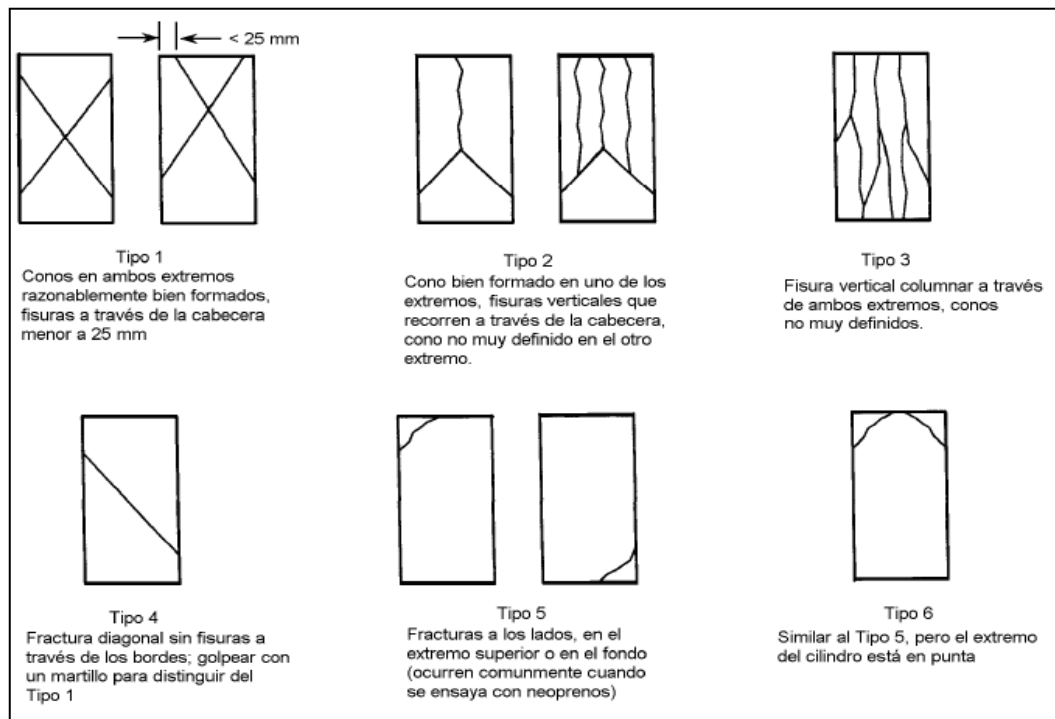 < 25 mm
Tipo 1
Conos en ambos extremos
razonablemente bien formados,
fisuras a través de la cabecera
menor a 25 mm
Tipo 2
Cono bien formado en uno de los
extremos, fisuras verticales que
recorren a través de la cabecera,
cono no muy definido en el otro
extremo.
Tipo 3
Fisura vertical columnar a través
de ambos extremos, conos
no muy definidos.
Tipo 4
Fractura diagonal sin fisuras a
través de los bordes; golpear con
un martillo para distinguir del
Tipo 1
Tipo 5
Fracturas a los lados, en el
extremo superior o en el fondo
(ocurren comunmente cuando
se ensaya con neoprenos)
Tipo 6
Similar al Tipo 5, pero el extremo
del cilindro está en punta